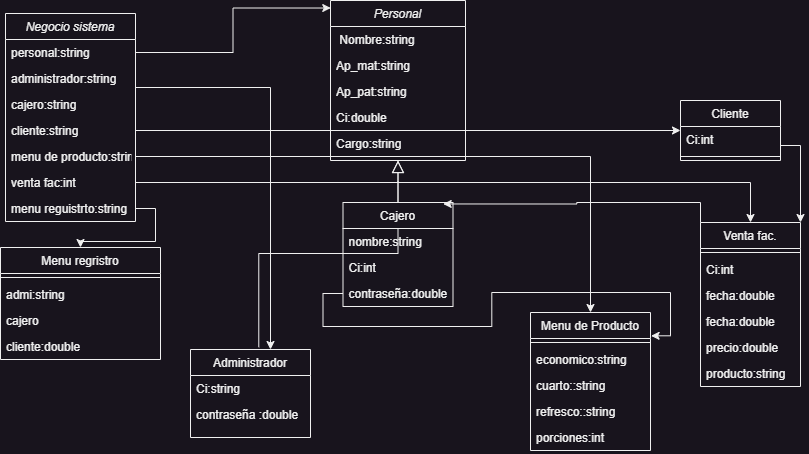 Negocio sistema
personal:string
administrador:string
cajero:string
cliente:string
menu de producto:strin
venta fac:int
menu reguistrto:string
Personal
Nombre:string
Ap_mat:string
Ap_pat:string
Ci:double
Cargo:string
Cliente
Ci:int
Cajero
nombre:string
Ci:int
contraseña:double
Venta fac.
Ci:int
fecha:double
fecha:double
precio:double
producto:string
Menu regristro
admi:string
cajero
cliente:double
Menu de Producto
economico:string
cuarto::string
refresco::string
porciones:int
Administrador
Ci:string
contraseña :double